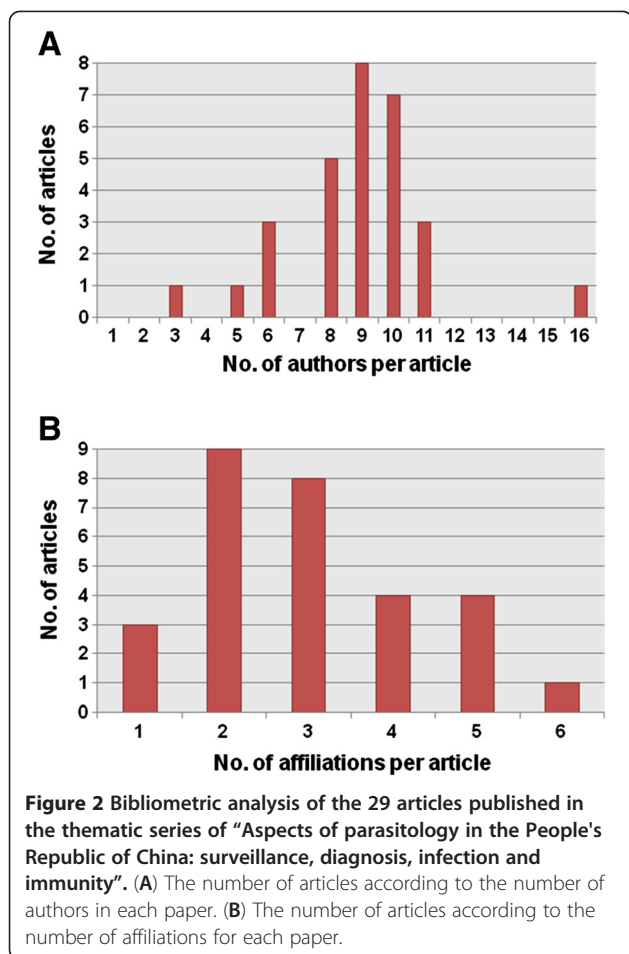 A
8
7
6
5
4
3
2
1
0
No. of articles
1 2 3 4 5 6 7 8 9 10 11 12 13 14 15 16
No. of authors per article
B
9
8
7
6
5
4
3
2
1
0
No. of articles
1 2 3 4 5 6
No. of affiliations per article
Figure 2 Bibliometric analysis of the 29 articles published in
the thematic series of “Aspects of parasitology in the People's
Republic of China: surveillance, diagnosis, infection and
immunity”. (A) The number of articles according to the number of
authors in each paper. (B) The number of articles according to the
number of affiliations for each paper.